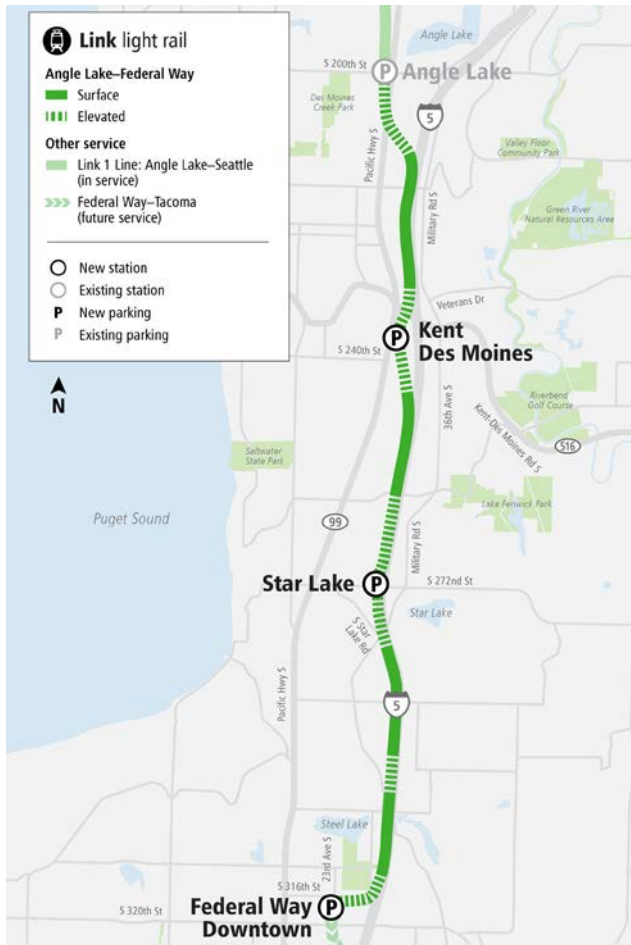 Link light rail
Angle Lake–Federal Way
Surface
Elevated
Other service
Link 1 Line: Angle Lake–Seattle
(in service)
Federal Way–Tacoma
(future service)
New station
Existing station
P New parking
P Existing parking
N
Angle Lake
S 200th St
P Angle Lake
Des Moines
Creek Park
Pacific Hwy S
5
Valley Floor
Community Park
Military Rd S
Green River
Natural Resources Area
Veterans Dr
P Kent
Des Moines
S 240th St
36th Ave S
Riverbend
Golf Course
Kent-Des Moines Rd S
516
Saltwater
State Park
Puget Sound
99
Lake Fenwick Park
Military Rd S
Star Lake P
S 272nd St
Star Lake
S Star
Lake Rd
Pacific Hwy S
5
Steel Lake
23rd Ave S
S 316th St
Federal Way P
Downtown
S 320th St